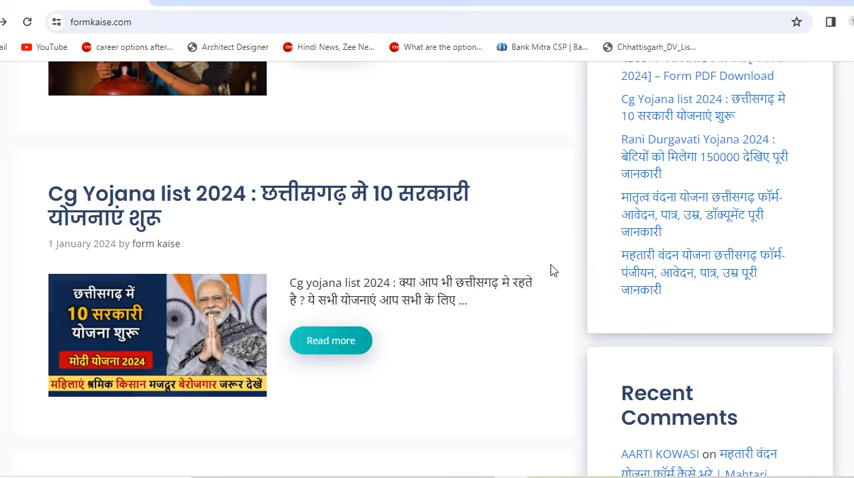 formkaise.com
YouTube
career options after...
Architect Designer
Hindi News, Zee Ne...
What are the option...
Bank Mitra CSP | Ba...
Chhattisgarh_DV_Lis...
Cg Yojana list 2024 : छत्तीसगढ़ मे 10 सरकारी
योजनाएं शुरू
1 January 2024 by form kaise
छत्तीसगढ़ में
10 सरकारी
योजना शुरू
मोदी योजना 2024
महिलाएं श्रमिक किसान मजदूर बेरोजगार जरूर देखें
Cg yojana list 2024 : क्या आप भी छत्तीसगढ़ मे रहते
है ? ये सभी योजनाएं आप सभी के लिए ...
Read more
2024] – Form PDF Download
Cg Yojana list 2024 : छत्तीसगढ़ मे
10 सरकारी योजनाएं शुरू
Rani Durgavati Yojana 2024 :
बेटियों को मिलेगा 150000 देखिए पूरी
जानकारी
मातृत्व वंदना योजना छत्तीसगढ़ फॉर्म-
आवेदन, पात्र, उम्र, डॉक्यूमेंट पूरी
जानकारी
महतारी वंदन योजना छत्तीसगढ़ फॉर्म-
पंजीयन, आवेदन, पात्र, उम्र पूरी
जानकारी
Recent
Comments
AARTI KOWASI on महतारी वंदन
योजना फॉर्म कैसे भरे | Mahtari